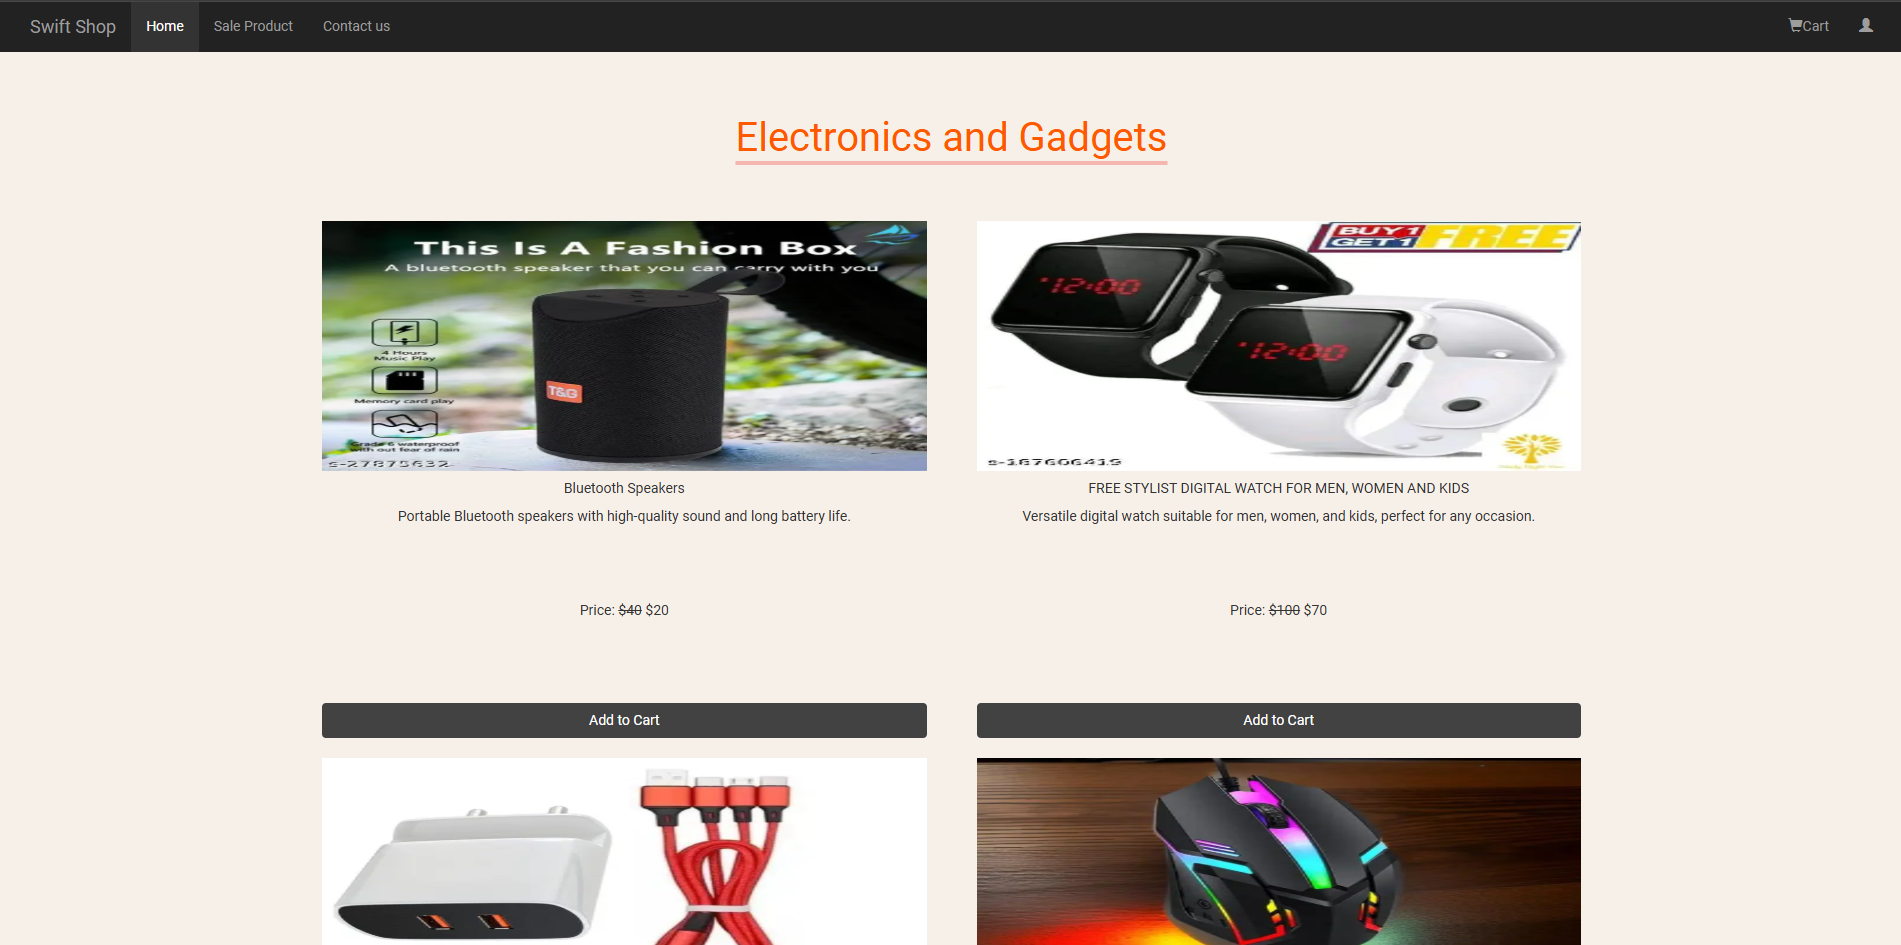 Swift Shop
Home
Sale Product
Contact us
Cart
Electronics and Gadgets
This Is A Fashion Box
A bluetooth speaker that you can carry with you
4 Hours
Music Play
Memory card play
Grade 6 waterproof
with out fear of rain
T&G
s-27875632
BUY 1
GET 1
FREE
12:00
12:00
s-187606419
Bluetooth Speakers
Portable Bluetooth speakers with high-quality sound and long battery life.
Price: $40 $20
Add to Cart
FREE STYLIST DIGITAL WATCH FOR MEN, WOMEN AND KIDS
Versatile digital watch suitable for men, women, and kids, perfect for any occasion.
Price: $100 $70
Add to Cart